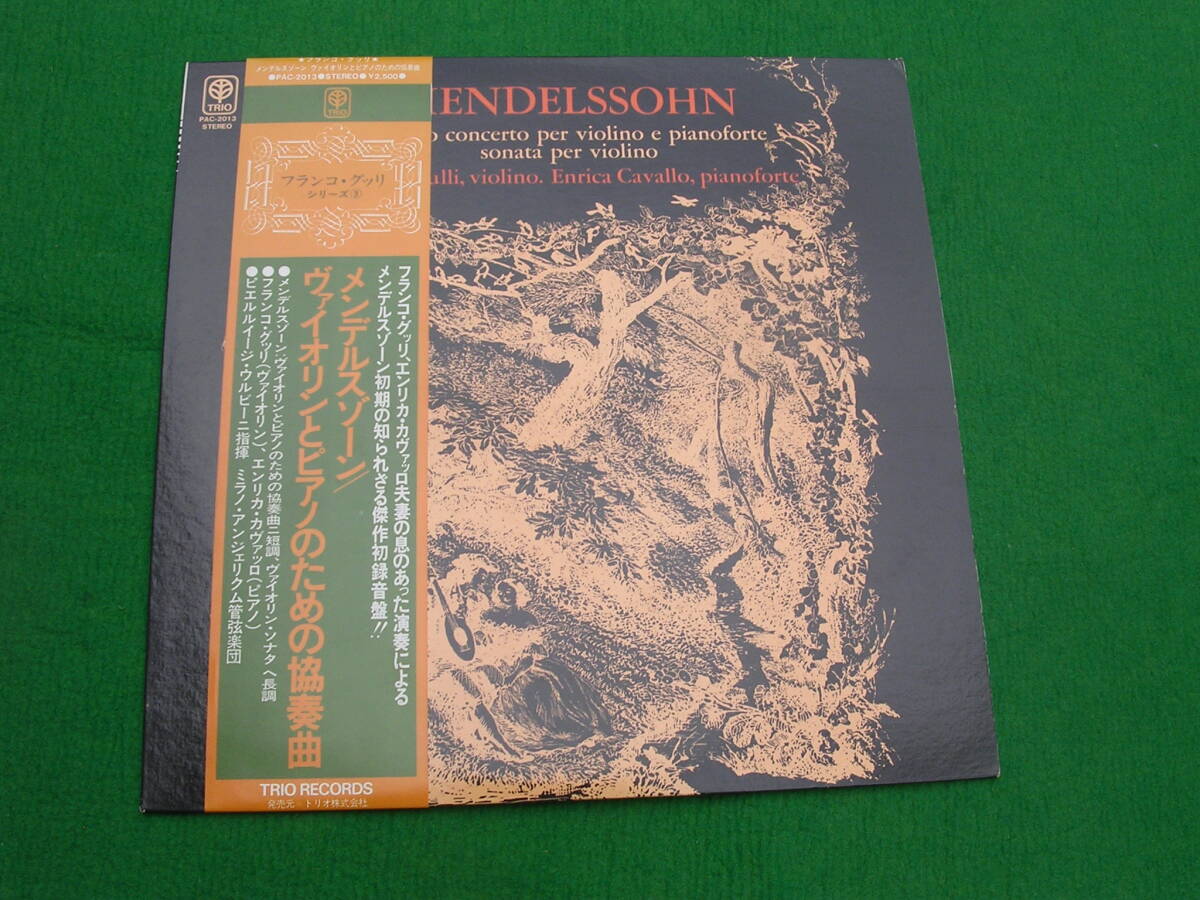 TRIO
PAC-2013
STEREO
●フランコ・グッリ●
メンデルスゾーン ヴァイオリンとピアノのための協奏曲
●PAC-2013●STEREO●¥2,500●
TRIO
フランコ・グッリ
シリーズ③
フランコ・グッリ、エンリカ・カヴァッロ夫妻の息のあった演奏による
メンデルスゾーン初期の知られざる傑作初録音盤!!
メンデルスゾーン/
ヴァイオリンとピアノのための協奏曲
●メンデルスゾーン:ヴァイオリンとピアノのための協奏曲ニ短調、ヴァイオリン・ソナタ ヘ長調
●フランコ・グッリ(ヴァイオリン)、エンリカ・カヴァッロ(ピアノ)
●ピエルルイージ・ウルビーニ指揮 ミラノ・アンジェリクム管弦楽団
TRIO RECORDS
発売元 トリオ株式会社
MENDELSSOHN
o concerto per violino e pianoforte
sonata per violino
ulli, violino. Enrica Cavallo, pianoforte